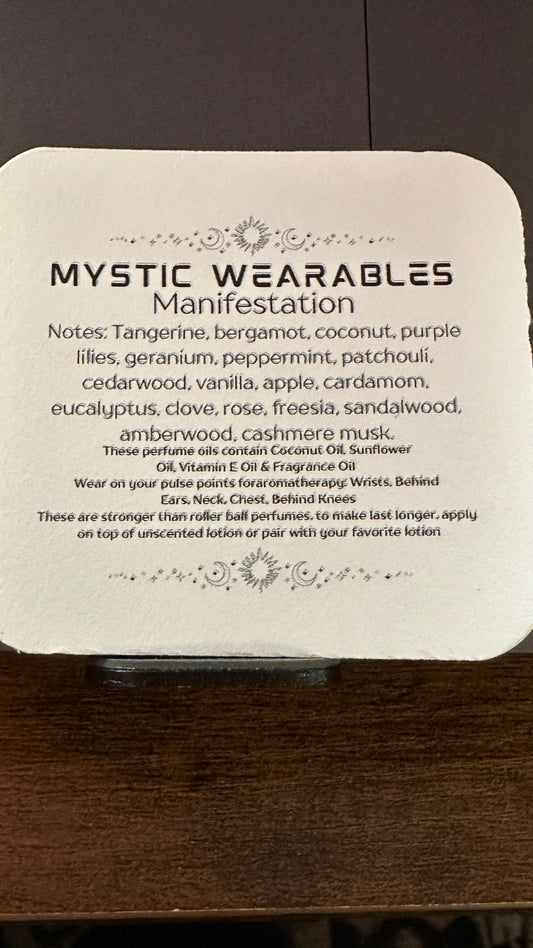 MYSTIC WEARABLES
Manifestation
Notes: Tangerine, bergamot, coconut, purple
lilies, geranium, peppermint, patchouli,
cedarwood, vanilla, apple, cardamom,
eucalyptus, clove, rose, freesia, sandalwood,
amberwood, cashmere musk.
These perfume oils contain Coconut Oil, Sunflower
Oil, Vitamin E Oil & Fragrance Oil
Wear on your pulse points foraromatherapy: Wrists, Behind
Ears, Neck, Chest, Behind Knees
These are stronger than roller ball perfumes, to make last longer, apply
on top of unscented lotion or pair with your favorite lotion